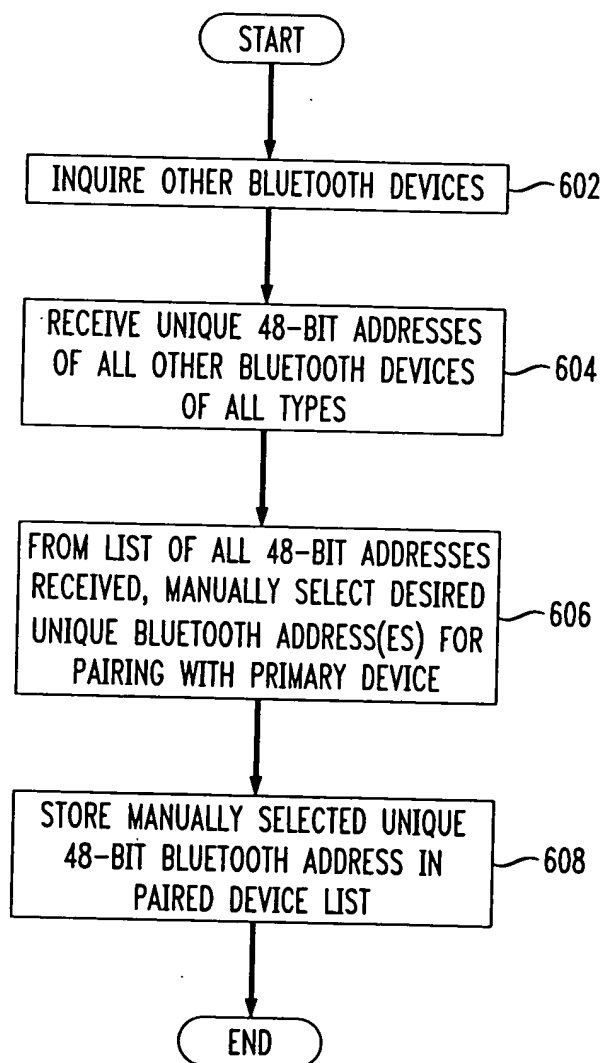 START
INQUIRE OTHER BLUETOOTH DEVICES
602
RECEIVE UNIQUE 48-BIT ADDRESSES
OF ALL OTHER BLUETOOTH DEVICES
OF ALL TYPES
604
FROM LIST OF ALL 48-BIT ADDRESSES
RECEIVED, MANUALLY SELECT DESIRED
UNIQUE BLUETOOTH ADDRESS(ES) FOR
PAIRING WITH PRIMARY DEVICE
606
STORE MANUALLY SELECTED UNIQUE
48-BIT BLUETOOTH ADDRESS IN
PAIRED DEVICE LIST
608
END